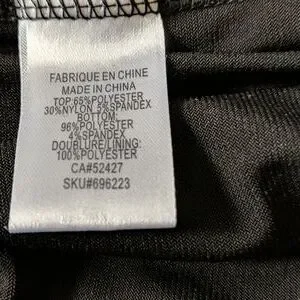 FABRIQUE EN CHINE
MADE IN CHINA
TOP:65%POLYESTER
30%NYLON 5%SPANDEX
BOTTOM:
96%POLYESTER
4%SPANDEX
DOUBLURE/LINING:
100%POLYESTER
CA#52427
SKU#696223